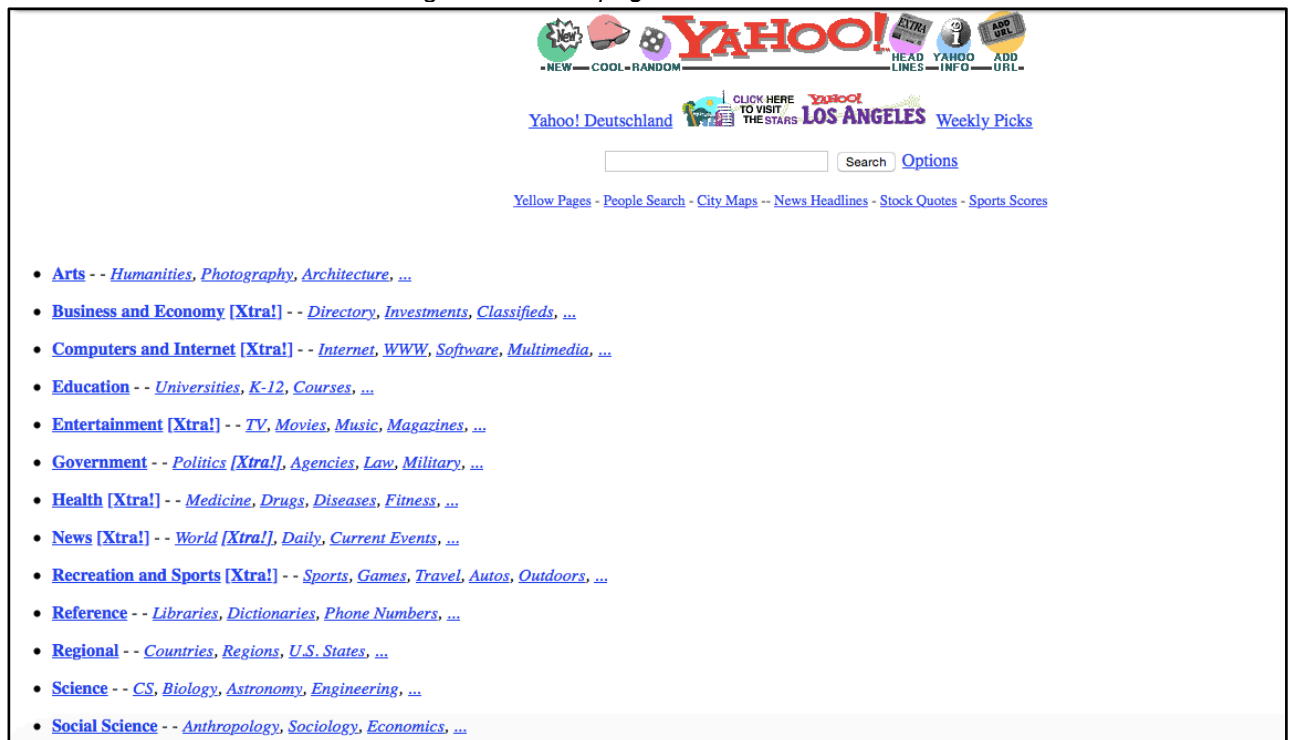 New! YAHOO! EXTRA i ADD URL
NEW COOL RANDOM HEAD LINES YAHOO INFO ADD URL
Yahoo! Deutschland CLICK HERE TO VISIT THE STARS YAHOO! LOS ANGELES Weekly Picks
Search Options
Yellow Pages - People Search - City Maps -- News Headlines - Stock Quotes - Sports Scores
• Arts - - Humanities, Photography, Architecture, ...
• Business and Economy [Xtra!] - - Directory, Investments, Classifieds, ...
• Computers and Internet [Xtra!] - - Internet, WWW, Software, Multimedia, ...
• Education - - Universities, K-12, Courses, ...
• Entertainment [Xtra!] - - TV, Movies, Music, Magazines, ...
• Government - - Politics [Xtra!], Agencies, Law, Military, ...
• Health [Xtra!] - - Medicine, Drugs, Diseases, Fitness, ...
• News [Xtra!] - - World [Xtra!], Daily, Current Events, ...
• Recreation and Sports [Xtra!] - - Sports, Games, Travel, Autos, Outdoors, ...
• Reference - - Libraries, Dictionaries, Phone Numbers, ...
• Regional - - Countries, Regions, U.S. States, ...
• Science - - CS, Biology, Astronomy, Engineering, ...
• Social Science - - Anthropology, Sociology, Economics, ...